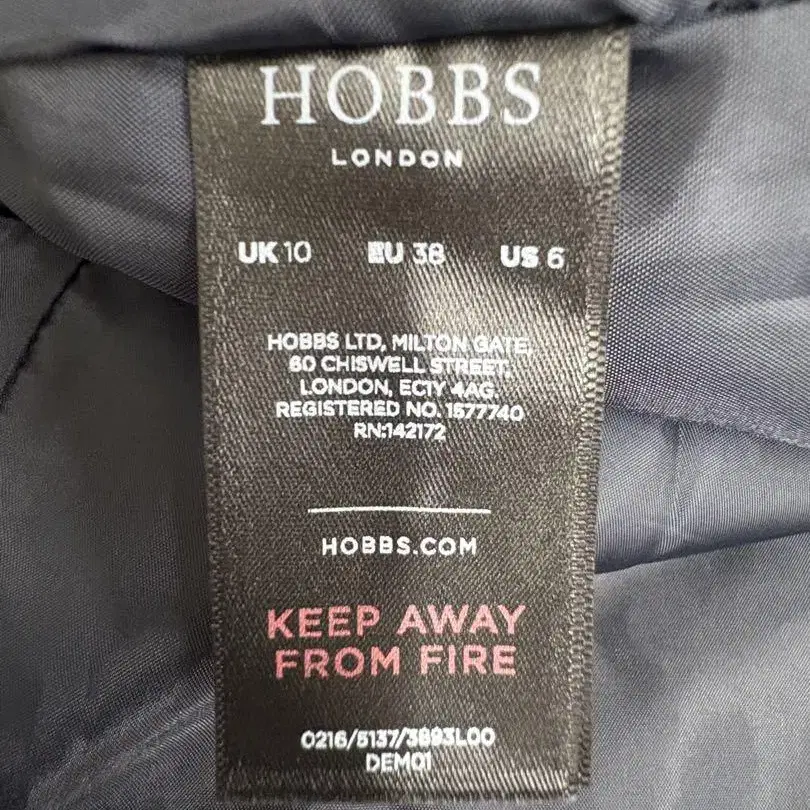 HOBBS
LONDON
UK 10 EU 38 US 6
HOBBS LTD, MILTON GATE,
60 CHISWELL STREET,
LONDON, EC1Y 4AG.
REGISTERED NO. 1577740
RN:142172
HOBBS.COM
KEEP AWAY
FROM FIRE
0216/5137/3893L00
DEM01